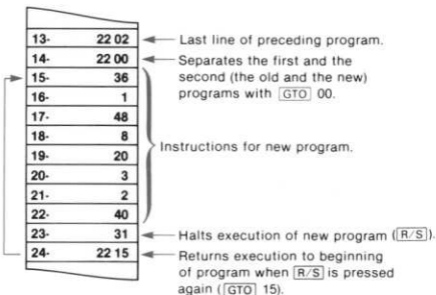 13- 22 02 Last line of preceding program.
14- 22 00 Separates the first and the
15- 36 second (the old and the new)
16- 1 programs with GTO 00.
17- 48
18- 8
19- 20 Instructions for new program.
20- 3
21- 2
22- 40
23- 31 Halts execution of new program (R/S).
24- 22 15 Returns execution to beginning
of program when R/S is pressed
again (GTO 15).